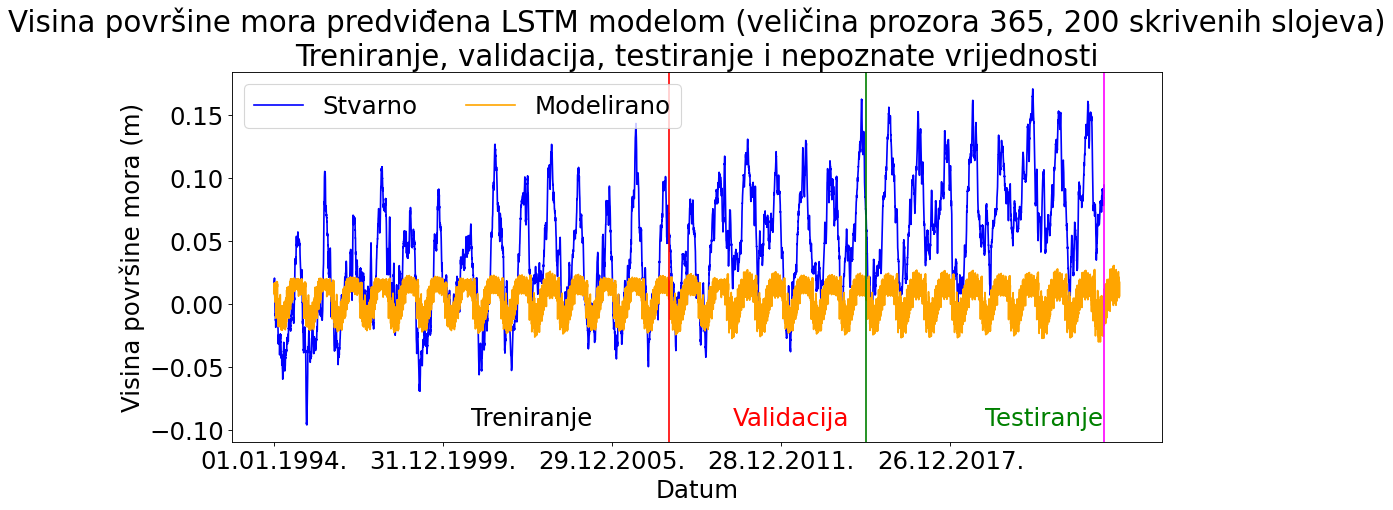 Visina površine mora predviđena LSTM modelom (veličina prozora 365, 200 skrivenih slojeva)
Treniranje, validacija, testiranje i nepoznate vrijednosti
Stvarno
Modelirano
Visina površine mora (m)
0.15
0.10
0.05
0.00
−0.05
−0.10
Treniranje
Validacija
Testiranje
01.01.1994.
31.12.1999.
29.12.2005.
28.12.2011.
26.12.2017.
Datum